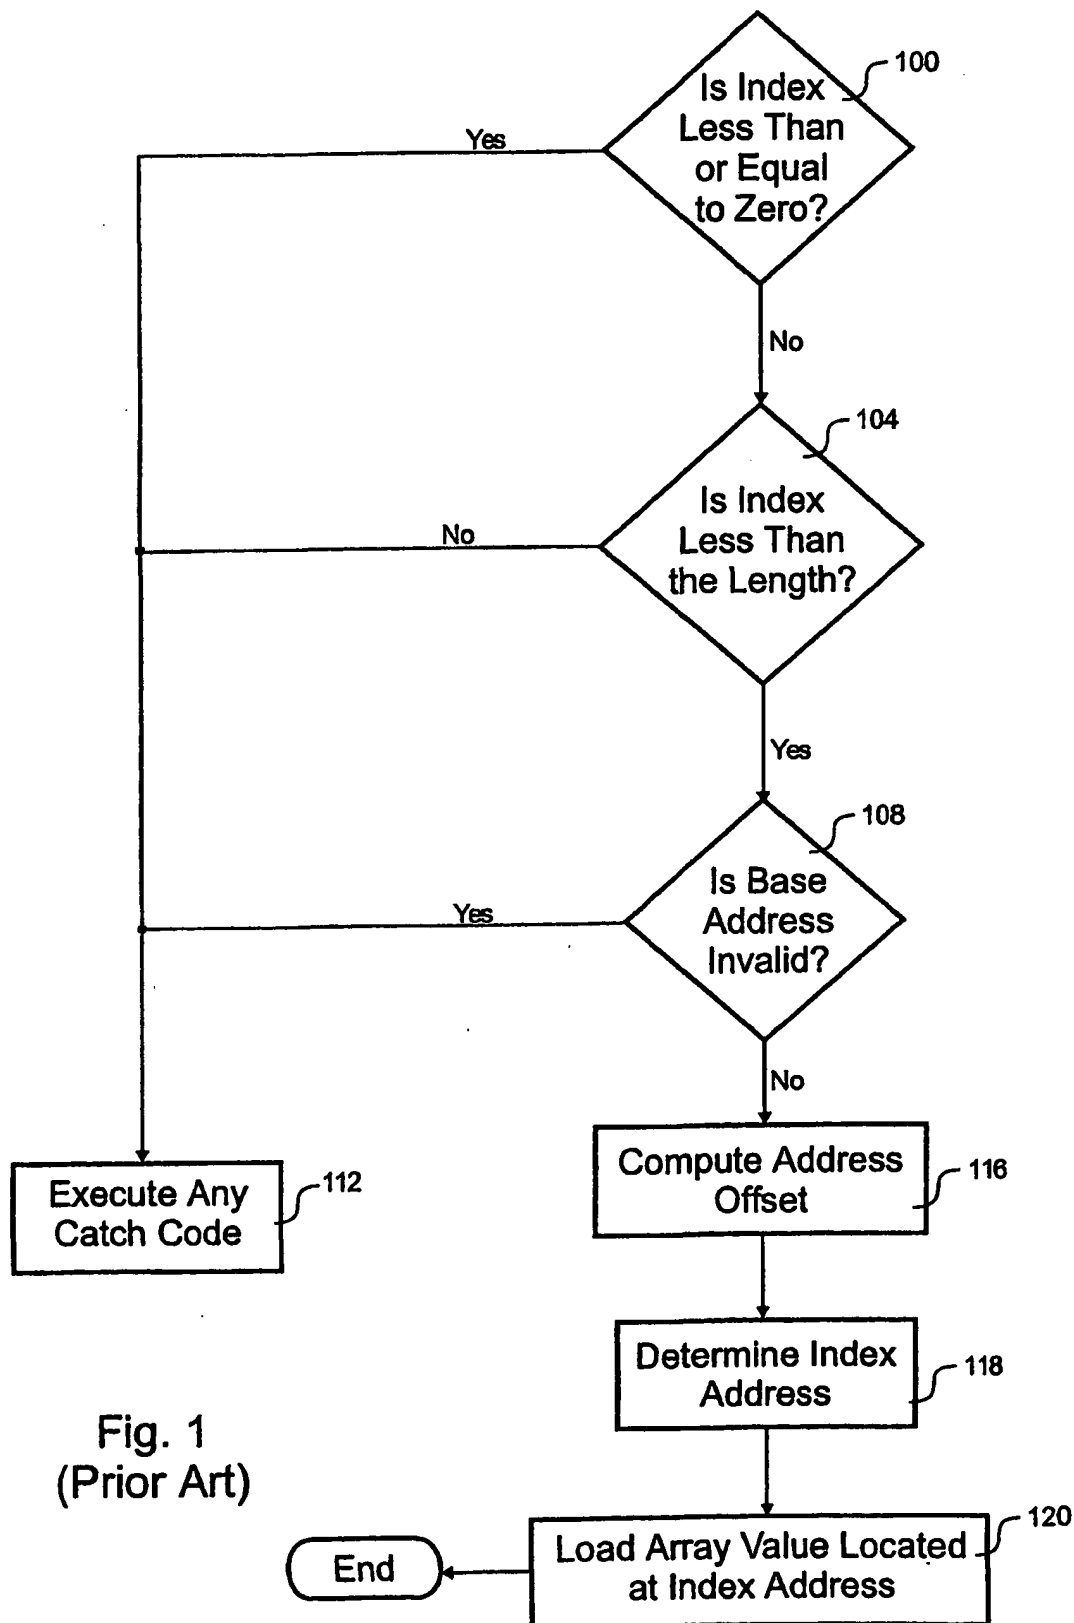 100
Is Index
Less Than
or Equal
to Zero?
Yes
No
104
Is Index
Less Than
the Length?
No
Yes
108
Is Base
Address
Invalid?
Yes
No
Execute Any
Catch Code
112
Compute Address
Offset
116
Determine Index
Address
118
Fig. 1
(Prior Art)
Load Array Value Located
at Index Address
120
End